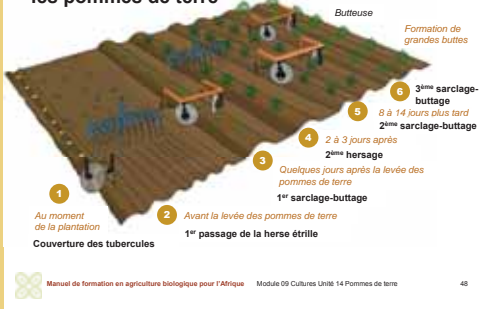 les pommes de terre
Butteuse
Formation de
grandes buttes
6
3ème sarclage-
buttage
5
8 à 14 jours plus tard
2ème sarclage-buttage
4
2 à 3 jours après
2ème hersage
3
Quelques jours après la levée des
pommes de terre
1er sarclage-buttage
2
Avant la levée des pommes de terre
1er passage de la herse étrille
1
Au moment
de la plantation
Couverture des tubercules
Manuel de formation en agriculture biologique pour l'Afrique Module 09 Cultures Unité 14 Pommes de terre 48